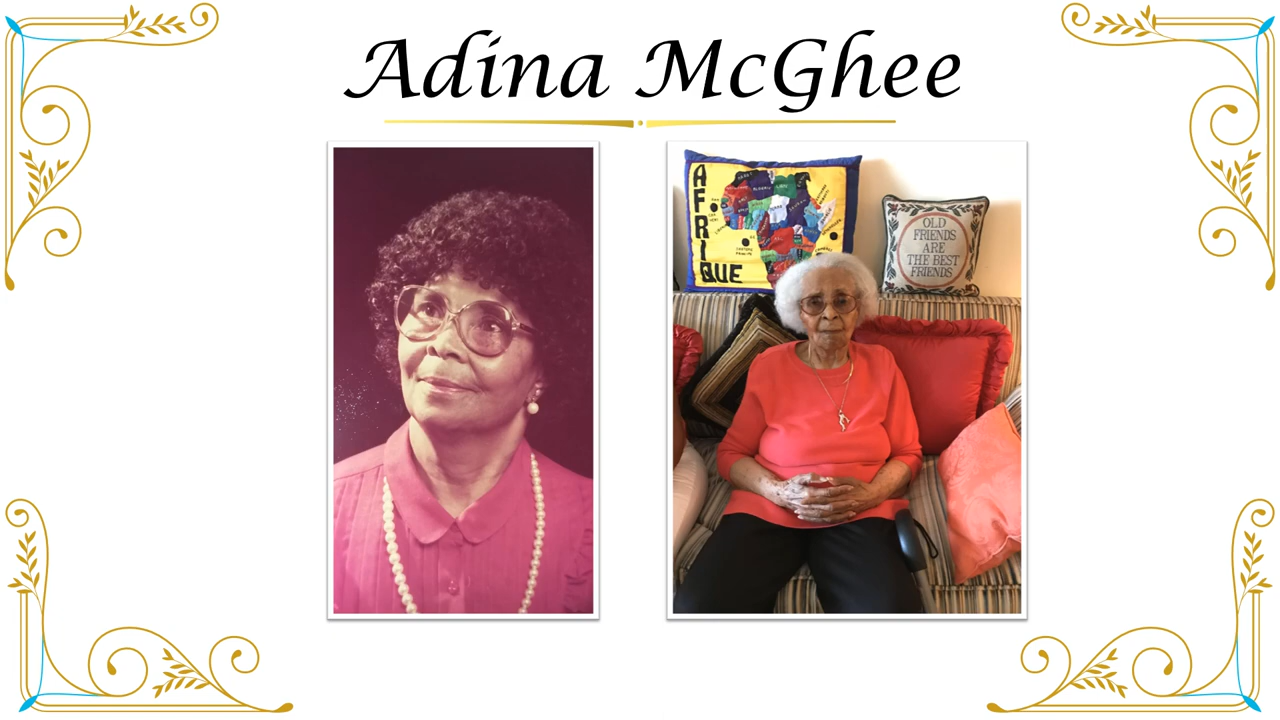 Adina McGhee
AFRIQUE
OLD
FRIENDS
ARE
THE BEST
FRIENDS